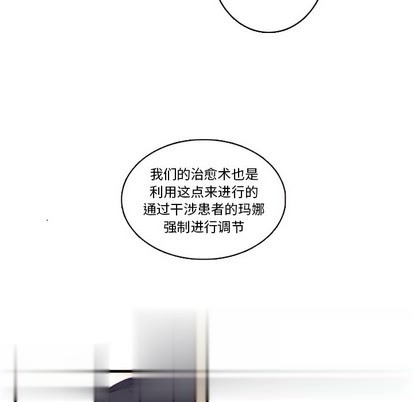 我们的治愈术也是
利用这点来进行的
通过干涉患者的玛娜
强制进行调节